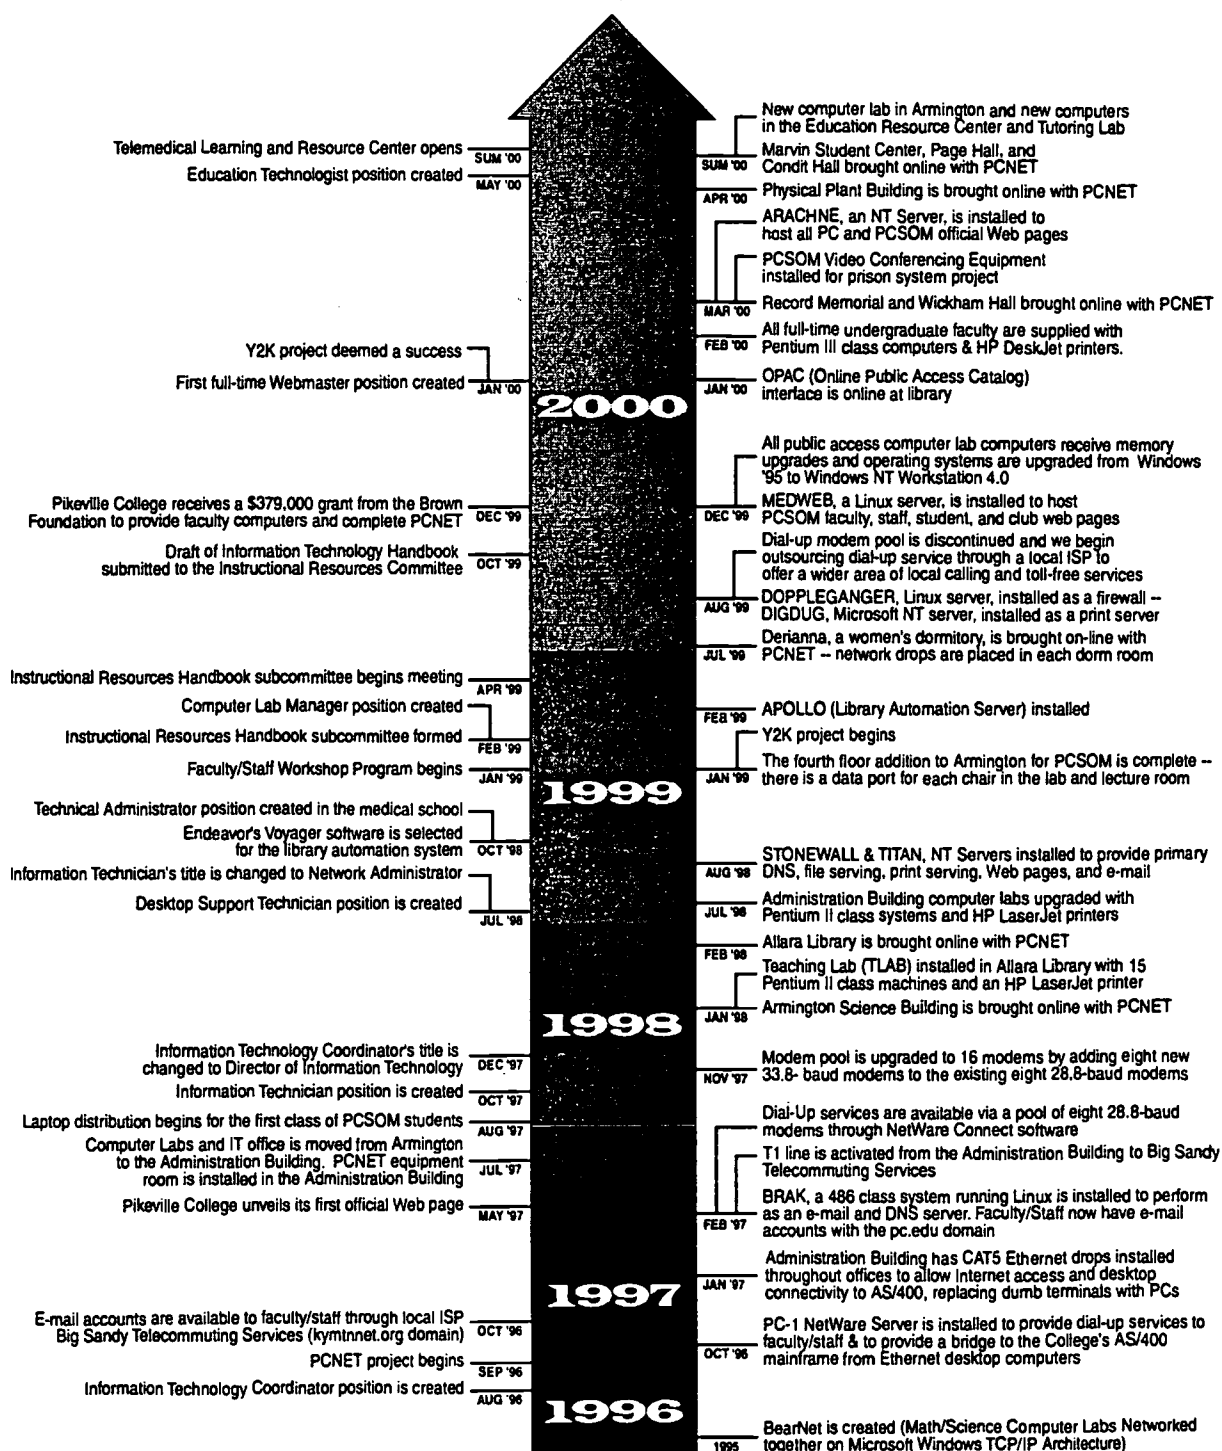 New computer lab in Armington and new computers
in the Education Resource Center and Tutoring Lab
Telemedical Learning and Resource Center opens
SUM '00
Marvin Student Center, Page Hall, and
Condit Hall brought online with PCNET
SUM '00
Education Technologist position created
MAY '00
Physical Plant Building is brought online with PCNET
APR '00
ARACHNE, an NT Server, is installed to
host all PC and PCSOM official Web pages
PCSOM Video Conferencing Equipment
installed for prison system project
Record Memorial and Wickham Hall brought online with PCNET
MAR '00
All full-time undergraduate faculty are supplied with
Pentium III class computers & HP DeskJet printers.
FEB '00
Y2K project deemed a success
First full-time Webmaster position created
JAN '00
OPAC (Online Public Access Catalog)
interface is online at library
JAN '00
2000
All public access computer lab computers receive memory
upgrades and operating systems are upgraded from Windows
'95 to Windows NT Workstation 4.0
Pikeville College receives a $379,000 grant from the Brown
Foundation to provide faculty computers and complete PCNET
DEC '99
MEDWEB, a Linux server, is installed to host
PCSOM faculty, staff, student, and club web pages
DEC '99
Draft of Information Technology Handbook
submitted to the Instructional Resources Committee
OCT '99
Dial-up modem pool is discontinued and we begin
outsourcing dial-up service through a local ISP to
offer a wider area of local calling and toll-free services
DOPPLEGANGER, Linux server, installed as a firewall --
DIGDUG, Microsoft NT server, installed as a print server
AUG '99
Derianna, a women's dormitory, is brought on-line with
PCNET -- network drops are placed in each dorm room
JUL '99
Instructional Resources Handbook subcommittee begins meeting
APR '99
Computer Lab Manager position created
Instructional Resources Handbook subcommittee formed
FEB '99
APOLLO (Library Automation Server) installed
FEB '99
Y2K project begins
Faculty/Staff Workshop Program begins
JAN '99
The fourth floor addition to Armington for PCSOM is complete --
there is a data port for each chair in the lab and lecture room
JAN '99
1999
Technical Administrator position created in the medical school
Endeavor's Voyager software is selected
for the library automation system
OCT '98
STONEWALL & TITAN, NT Servers installed to provide primary
DNS, file serving, print serving, Web pages, and e-mail
AUG '98
Information Technician's title is changed to Network Administrator
Desktop Support Technician position is created
JUL '98
Administration Building computer labs upgraded with
Pentium II class systems and HP LaserJet printers
JUL '98
Allara Library is brought online with PCNET
FEB '98
Teaching Lab (TLAB) installed in Allara Library with 15
Pentium II class machines and an HP LaserJet printer
Armington Science Building is brought online with PCNET
JAN '98
1998
Information Technology Coordinator's title is
changed to Director of Information Technology
DEC '97
Modem pool is upgraded to 16 modems by adding eight new
33.8- baud modems to the existing eight 28.8-baud modems
NOV '97
Information Technician position is created
OCT '97
Laptop distribution begins for the first class of PCSOM students
AUG '97
Dial-Up services are available via a pool of eight 28.8-baud
modems through NetWare Connect software
Computer Labs and IT office is moved from Armington
to the Administration Building. PCNET equipment
room is installed in the Administration Building
JUL '97
T1 line is activated from the Administration Building to Big Sandy
Telecommuting Services
Pikeville College unveils its first official Web page
MAY '97
BRAK, a 486 class system running Linux is installed to perform
as an e-mail and DNS server. Faculty/Staff now have e-mail
accounts with the pc.edu domain
FEB '97
Administration Building has CAT5 Ethernet drops installed
throughout offices to allow Internet access and desktop
connectivity to AS/400, replacing dumb terminals with PCs
JAN '97
1997
E-mail accounts are available to faculty/staff through local ISP
Big Sandy Telecommuting Services (kymtnnet.org domain)
OCT '96
PC-1 NetWare Server is installed to provide dial-up services to
faculty/staff & to provide a bridge to the College's AS/400
mainframe from Ethernet desktop computers
OCT '96
PCNET project begins
SEP '96
Information Technology Coordinator position is created
AUG '96
1996
BearNet is created (Math/Science Computer Labs Networked
together on Microsoft Windows TCP/IP Architecture)
1995